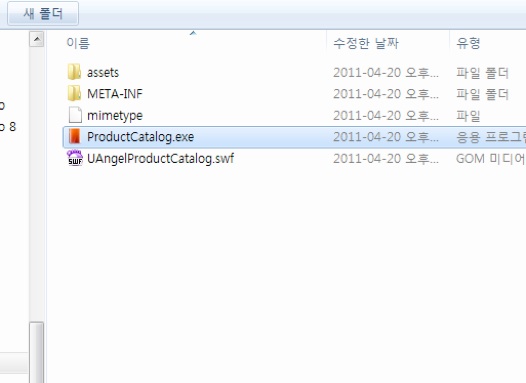 새 폴더
이름 수정한 날짜 유형
assets 2011-04-20 오후... 파일 폴더
META-INF 2011-04-20 오후... 파일 폴더
mimetype 2011-04-20 오후... 파일
ProductCatalog.exe 2011-04-20 오후... 응용 프로그
UAngelProductCatalog.swf 2011-04-20 오후... GOM 미디어
o
o 8